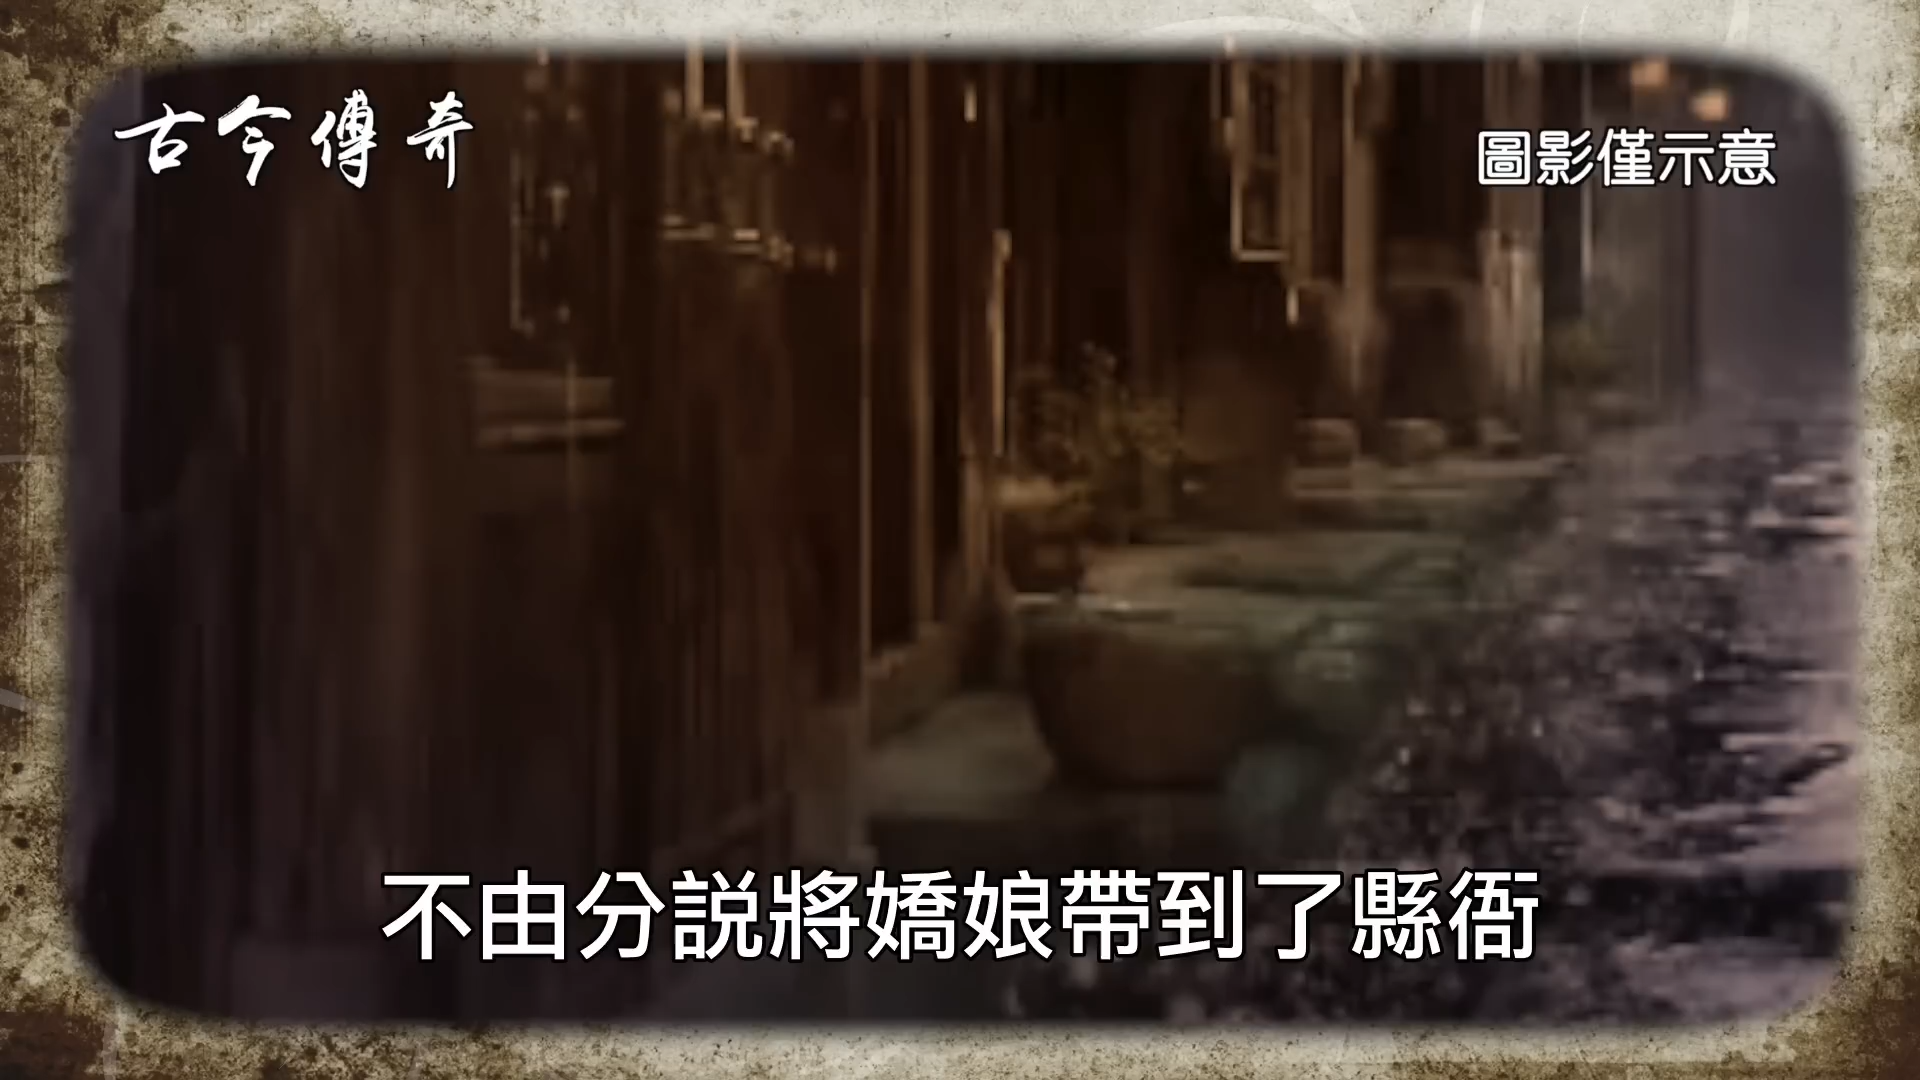 古今傳奇
圖影僅示意
不由分説將嬌娘帶到了縣衙